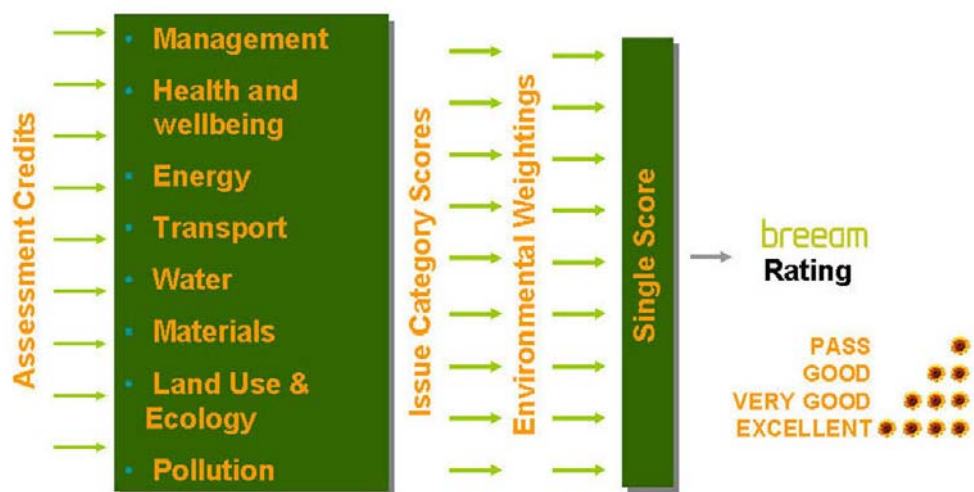 Assessment Credits
• Management
• Health and
wellbeing
• Energy
• Transport
• Water
• Materials
• Land Use &
Ecology
• Pollution
Issue Category Scores
Environmental Weightings
Single Score
breeam
Rating
PASS
GOOD
VERY GOOD
EXCELLENT